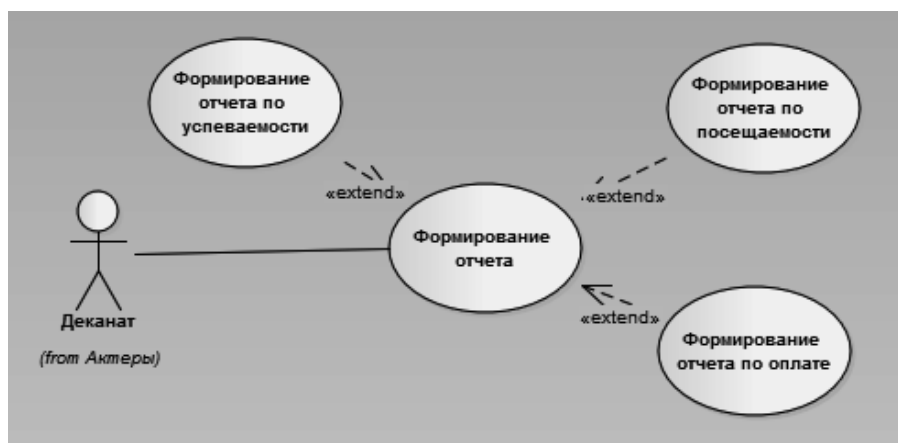 Формирование
отчета по
успеваемости
Формирование
отчета по
посещаемости
«extend»
«extend»
Формирование
отчета
«extend»
Деканат
(from Актеры)
Формирование
отчета по оплате